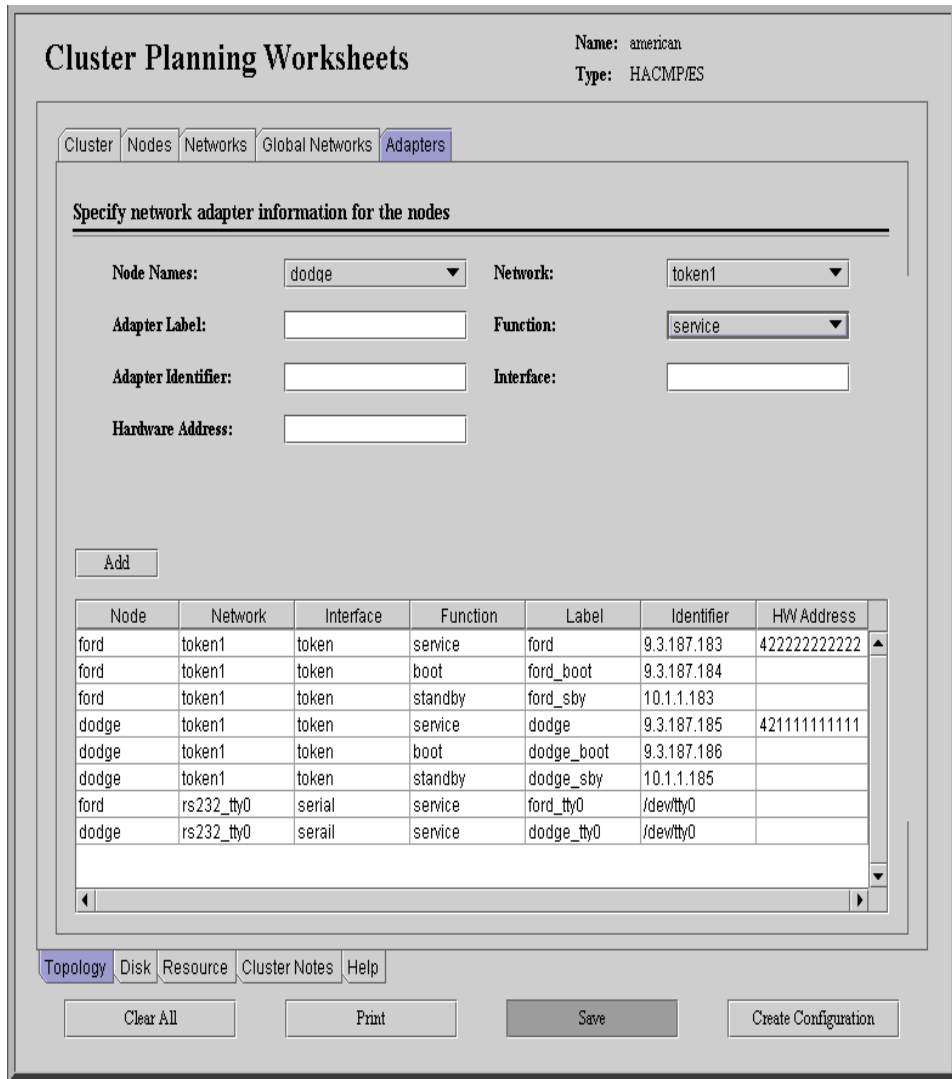 Cluster Planning Worksheets
Name: american
Type: HACMP/ES
Cluster Nodes Networks Global Networks Adapters
Specify network adapter information for the nodes
Node Names: dodge Network: token1
Adapter Label: Function: service
Adapter Identifier: Interface:
Hardware Address:
Add
Node Network Interface Function Label Identifier HW Address
ford token1 token service ford 9.3.187.183 422222222222
ford token1 token boot ford_boot 9.3.187.184
ford token1 token standby ford_sby 10.1.1.183
dodge token1 token service dodge 9.3.187.185 421111111111
dodge token1 token boot dodge_boot 9.3.187.186
dodge token1 token standby dodge_sby 10.1.1.185
ford rs232_tty0 serial service ford_tty0 /dev/tty0
dodge rs232_tty0 serail service dodge_tty0 /dev/tty0
Topology Disk Resource Cluster Notes Help
Clear All Print Save Create Configuration